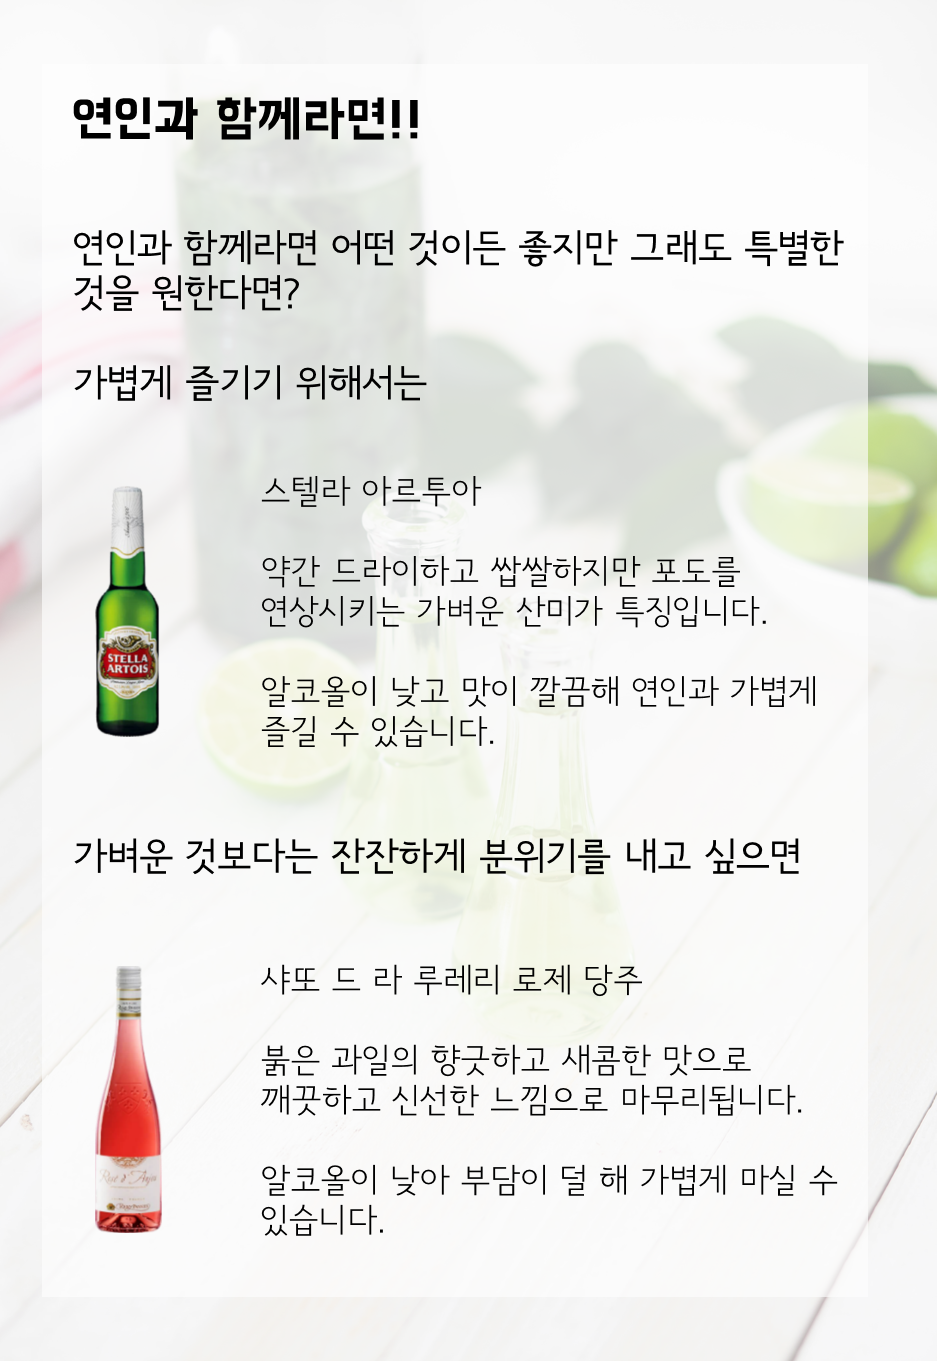 연인과 함께라면!!
연인과 함께라면 어떤 것이든 좋지만 그래도 특별한
것을 원한다면?
가볍게 즐기기 위해서는
스텔라 아르투아
약간 드라이하고 쌉쌀하지만 포도를
연상시키는 가벼운 산미가 특징입니다.
알코올이 낮고 맛이 깔끔해 연인과 가볍게
즐길 수 있습니다.
STELLA
ARTOIS
가벼운 것보다는 잔잔하게 분위기를 내고 싶으면
샤또 드 라 루레리 로제 당주
붉은 과일의 향긋하고 새콤한 맛으로
깨끗하고 신선한 느낌으로 마무리됩니다.
알코올이 낮아 부담이 덜 해 가볍게 마실 수
있습니다.
Rosé d'Anjou